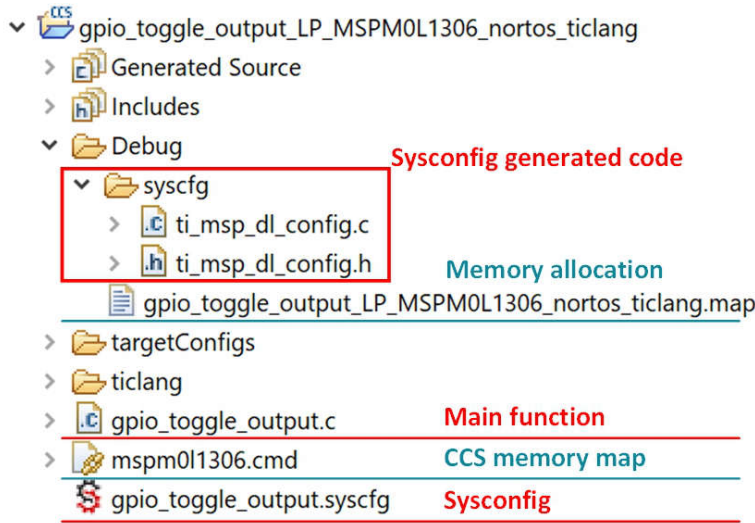 CCS
gpio_toggle_output_LP_MSPM0L1306_nortos_ticlang
Generated Source
Includes
Debug
Sysconfig generated code
syscfg
ti_msp_dl_config.c
ti_msp_dl_config.h
Memory allocation
gpio_toggle_output_LP_MSPM0L1306_nortos_ticlang.map
targetConfigs
ticlang
gpio_toggle_output.c Main function
mspm0l1306.cmd CCS memory map
gpio_toggle_output.syscfg Sysconfig